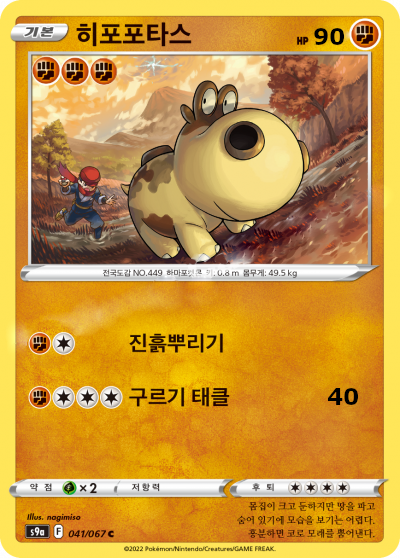 기본 히포포타스 HP 90
전국도감 NO.449 하마포켓몬 키: 0.8 m 몸무게: 49.5 kg
진흙뿌리기
구르기 태클 40
약점 ×2 저항력 후퇴
Illus. nagimiso
몸집이 크고 둔하지만 땅을 파고
숨어 있기에 모습을 보기는 어렵다.
흥분하면 코로 모래를 뿜어낸다.
s9a F 041/067 C
©2022 Pokémon/Nintendo/Creatures/GAME FREAK.